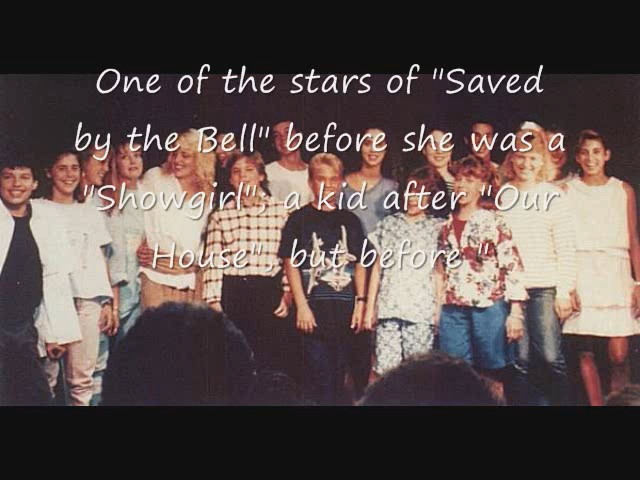 One of the stars of "Saved
by the Bell" before she was a
"Showgirl", a kid after "Our
House", but before "